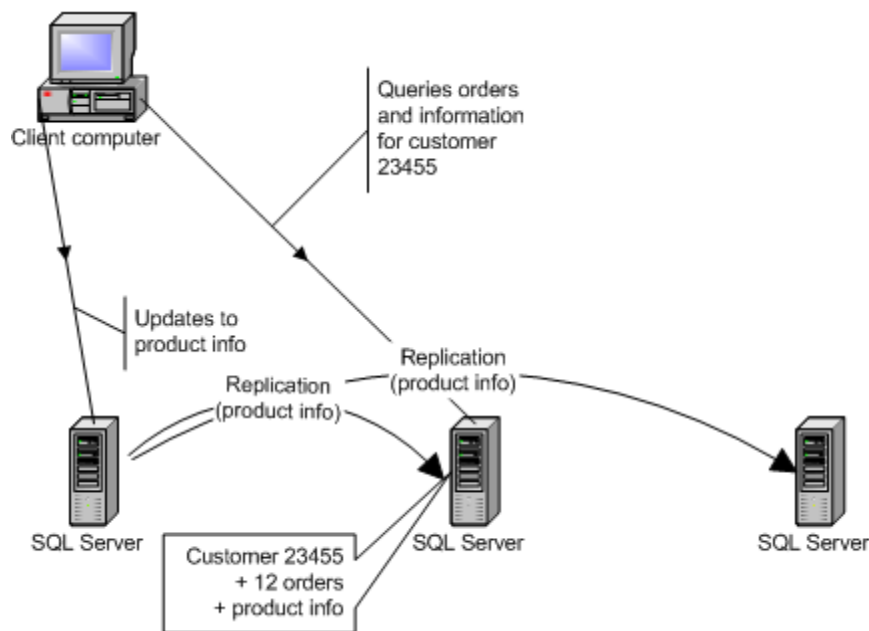 Client computer
Queries orders
and information
for customer
23455
Updates to
product info
Replication
(product info)
Replication
(product info)
SQL Server
SQL Server
SQL Server
Customer 23455
+ 12 orders
+ product info